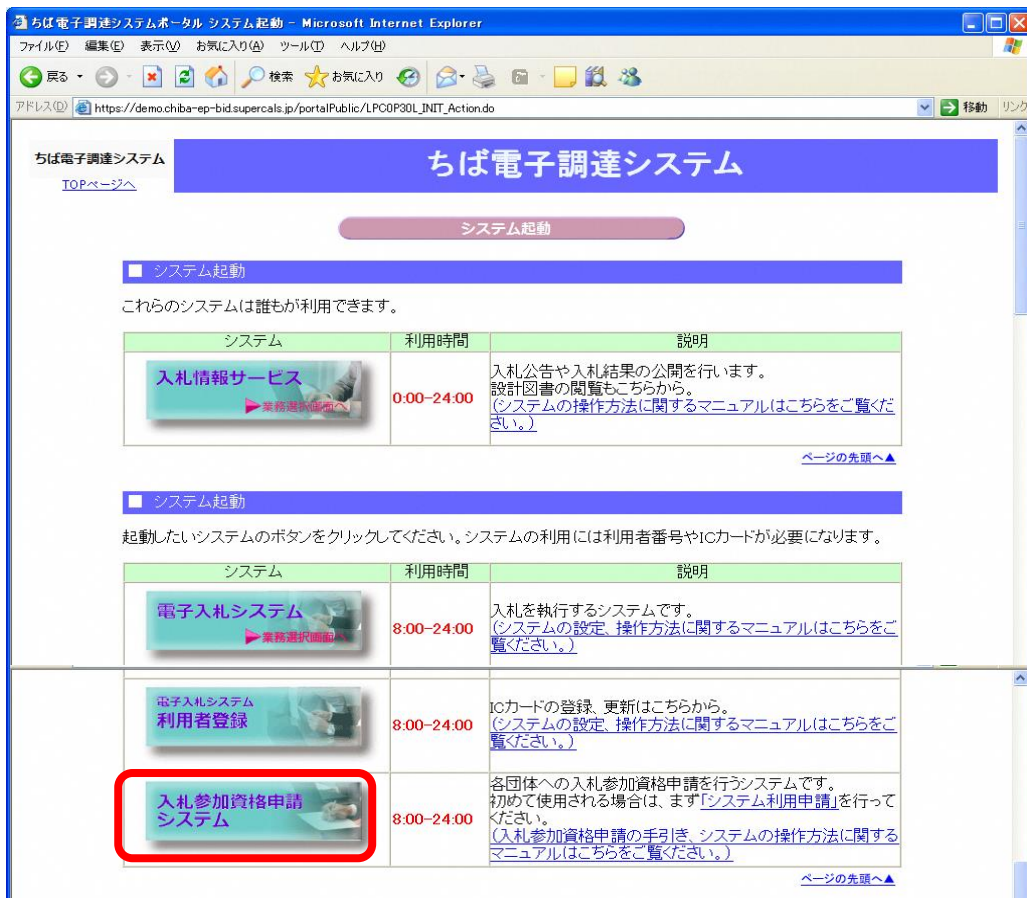 ちば電子調達システムポータル システム起動 - Microsoft Internet Explorer
ファイル(F) 編集(E) 表示(V) お気に入り(A) ツール(T) ヘルプ(H)
戻る 検索 お気に入り
アドレス(D) https://demo.chiba-ep-bid.supercals.jp/portalPublic/LPC0P30L_INIT_Action.do 移動 リンク
ちば電子調達システム
TOPページへ
ちば電子調達システム
システム起動
■ システム起動
これらのシステムは誰もが利用できます。
システム 利用時間 説明
入札情報サービス
▶業務選択画面へ
0:00-24:00
入札公告や入札結果の公開を行います。
設計図書の閲覧もこちらから。
(システムの操作方法に関するマニュアルはこちらをご覧くだ
さい。)
ページの先頭へ▲
■ システム起動
起動したいシステムのボタンをクリックしてください。システムの利用には利用者番号やICカードが必要になります。
システム 利用時間 説明
電子入札システム
▶業務選択画面へ
8:00-24:00
入札を執行するシステムです。
(システムの設定、操作方法に関するマニュアルはこちらをご
覧ください。)
電子入札システム
利用者登録
8:00-24:00
ICカードの登録、更新はこちらから。
(システムの設定、操作方法に関するマニュアルはこちらをご
覧ください。)
入札参加資格申請
システム
8:00-24:00
各団体への入札参加資格申請を行うシステムです。
初めて使用される場合は、まず「システム利用申請」を行って
ください。
(入札参加資格申請の手引き、システムの操作方法に関する
マニュアルはこちらをご覧ください。)
ページの先頭へ▲